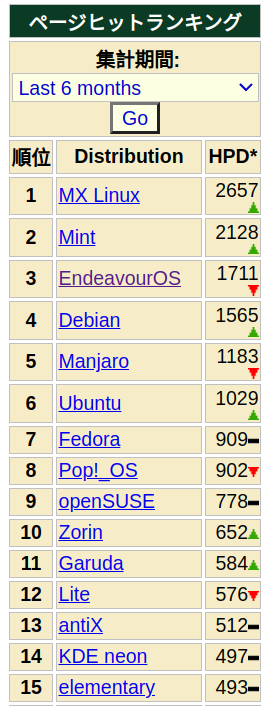 ページヒットランキング
集計期間:
Last 6 months
Go
順位 Distribution HPD*
1 MX Linux 2657
2 Mint 2128
3 EndeavourOS 1711
4 Debian 1565
5 Manjaro 1183
6 Ubuntu 1029
7 Fedora 909
8 Pop!_OS 902
9 openSUSE 778
10 Zorin 652
11 Garuda 584
12 Lite 576
13 antiX 512
14 KDE neon 497
15 elementary 493